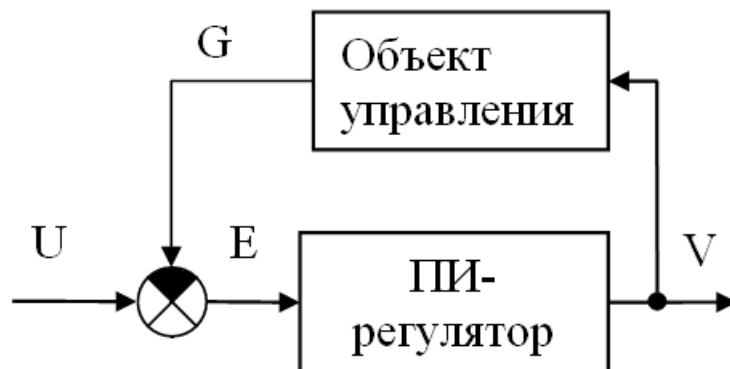 G
Объект
управления
U
E
ПИ-
регулятор
V